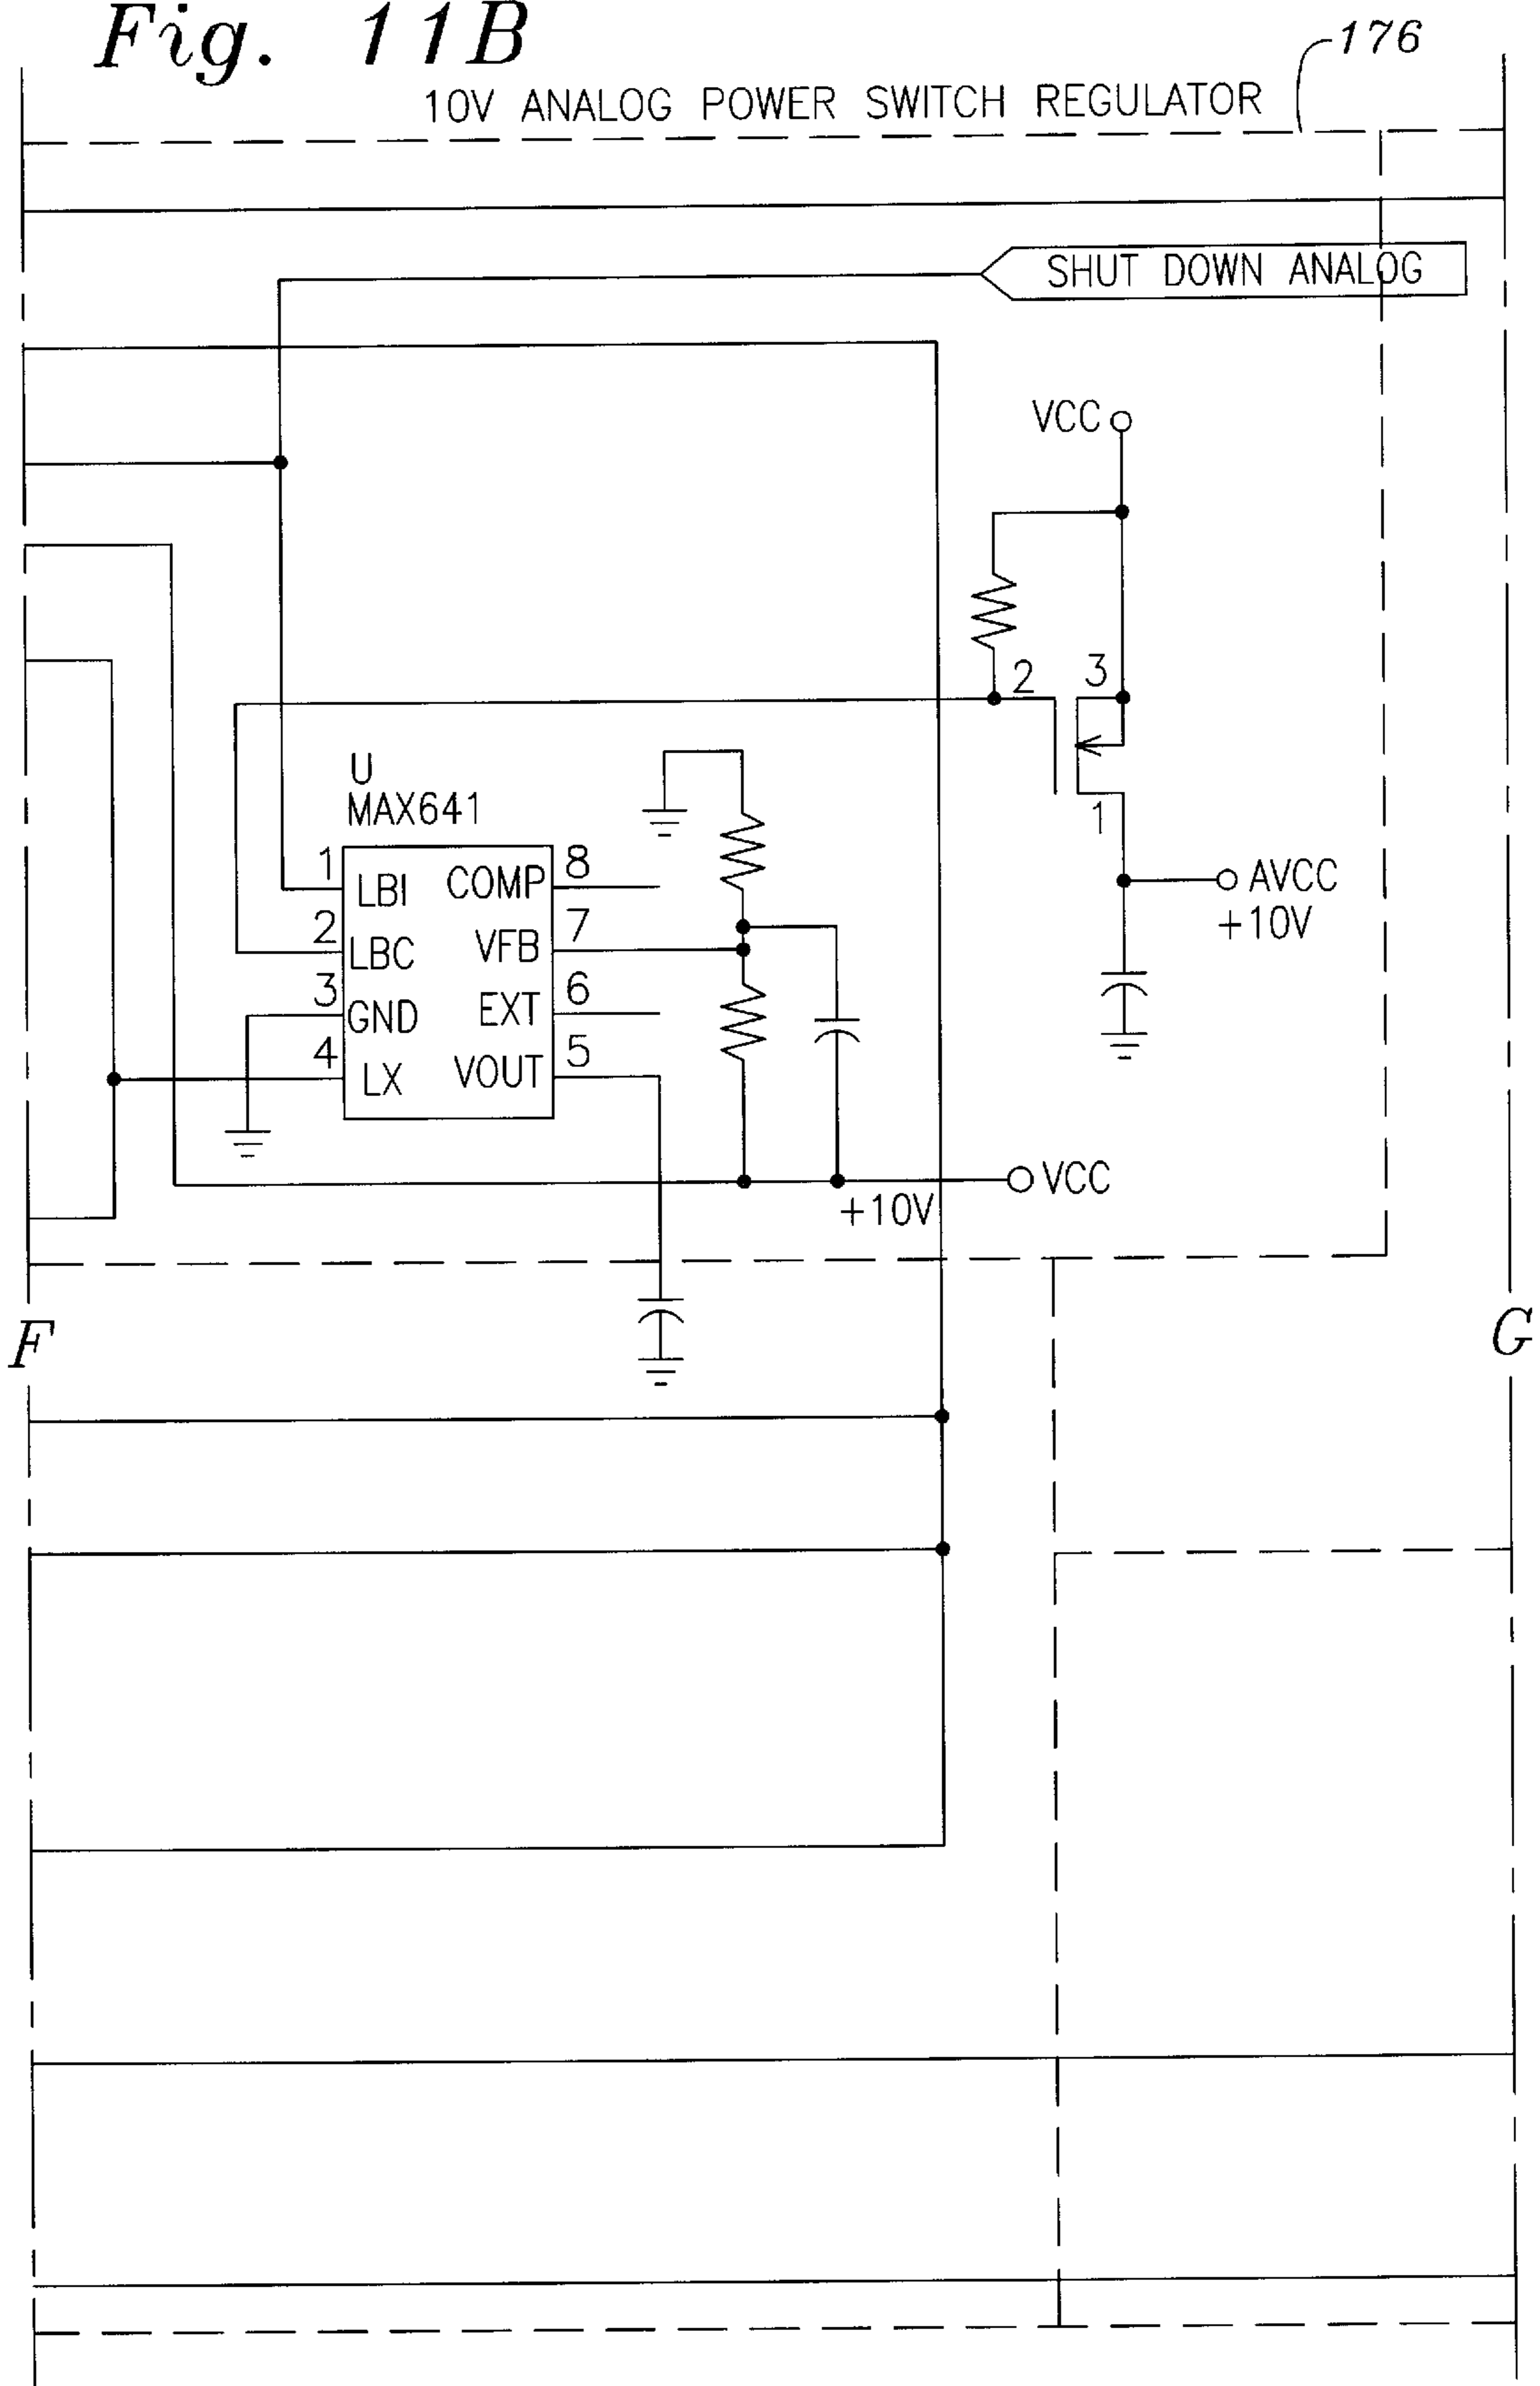 Fig. 11B
176
10V ANALOG POWER SWITCH REGULATOR
SHUT DOWN ANALOG
VCC
2
3
1
AVCC
+10V
U
MAX641
1 LBI
COMP 8
2 LBC
VFB 7
3 GND
EXT 6
4 LX
VOUT 5
VCC
+10V
F
G